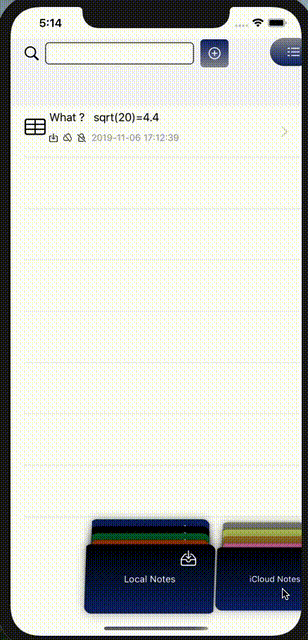 5:14
What ? sqrt(20)=4.4
2019-11-06 17:12:39
Local Notes
iCloud Notes